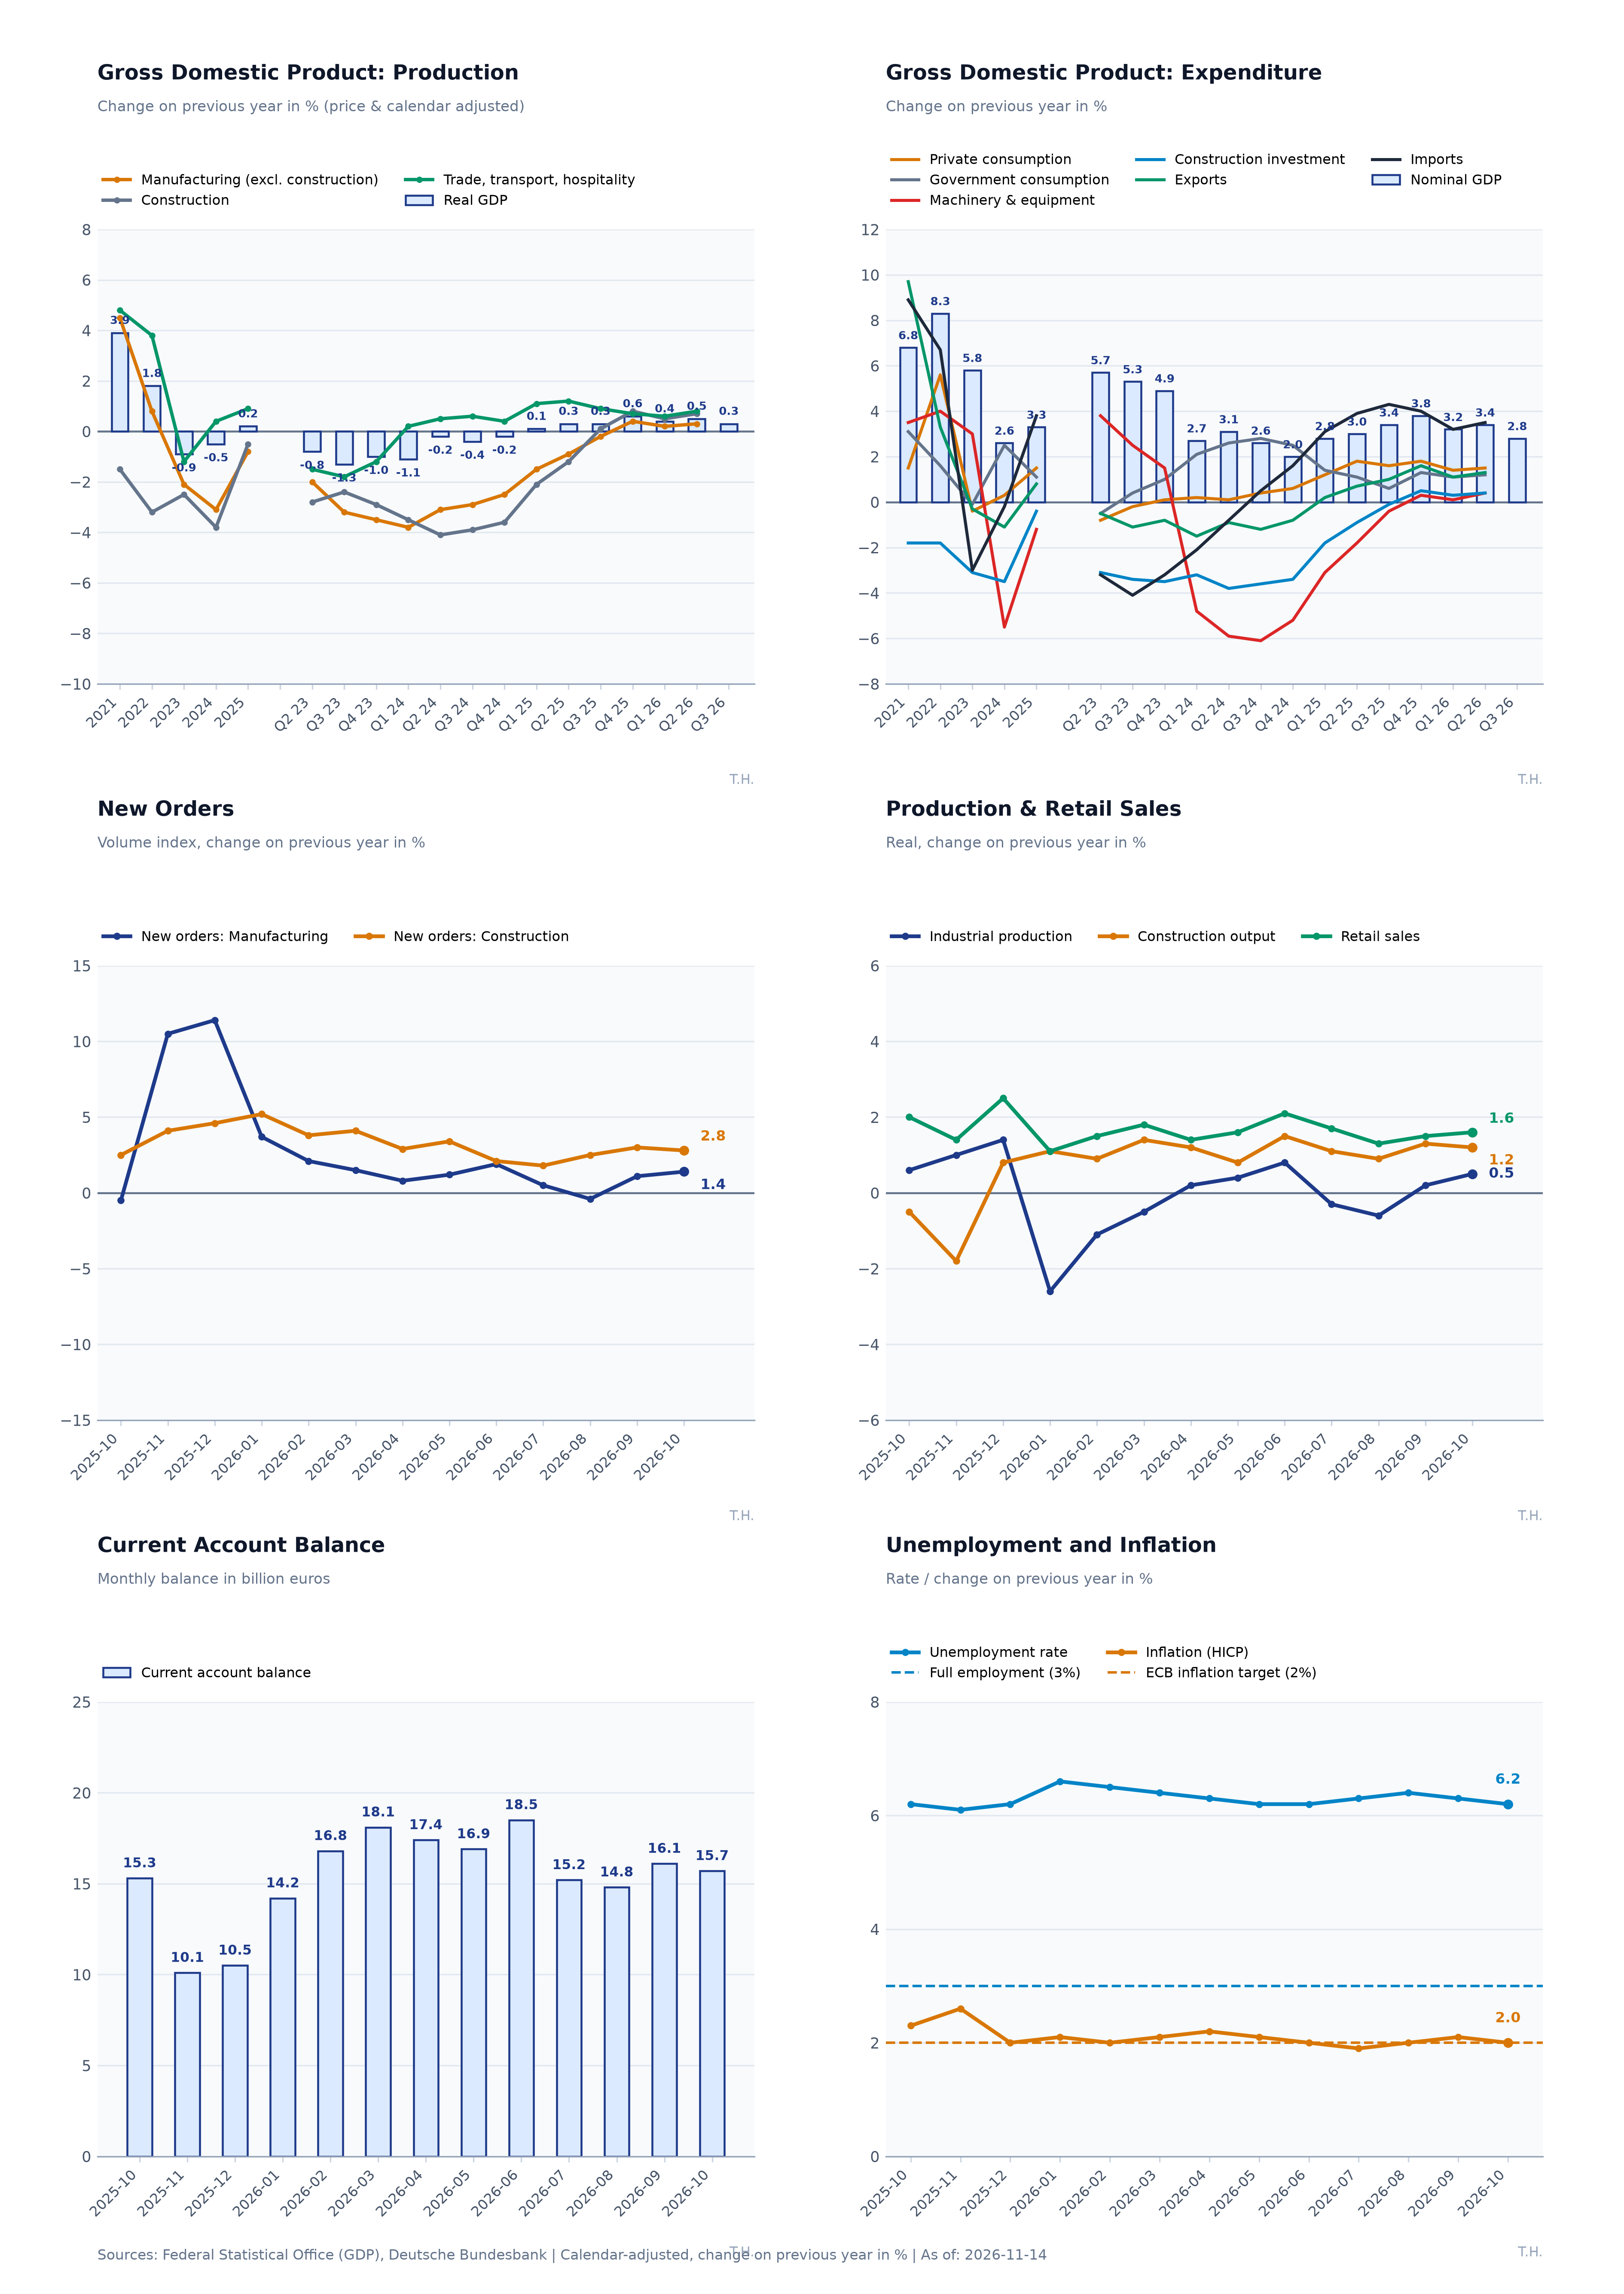 Gross Domestic Product: Production
Change on previous year in % (price & calendar adjusted)
Manufacturing (excl. construction)
Trade, transport, hospitality
Construction
Real GDP
8
6
4
2
0
−2
−4
−6
−8
−10
3.9
1.8
-0.9
-0.5
0.2
-0.8
-1.3
-1.0
-1.1
-0.2
-0.4
-0.2
0.1
0.3
0.3
0.6
0.4
0.5
0.3
2021
2022
2023
2024
2025
Q2 23
Q3 23
Q4 23
Q1 24
Q2 24
Q3 24
Q4 24
Q1 25
Q2 25
Q3 25
Q4 25
Q1 26
Q2 26
Q3 26
T.H.
Gross Domestic Product: Expenditure
Change on previous year in %
Private consumption
Construction investment
Imports
Government consumption
Exports
Nominal GDP
Machinery & equipment
12
10
8
6
4
2
0
−2
−4
−6
−8
6.8
8.3
5.8
2.6
3.3
5.7
5.3
4.9
2.7
3.1
2.6
2.0
2.8
3.0
3.4
3.8
3.2
3.4
2.8
2021
2022
2023
2024
2025
Q2 23
Q3 23
Q4 23
Q1 24
Q2 24
Q3 24
Q4 24
Q1 25
Q2 25
Q3 25
Q4 25
Q1 26
Q2 26
Q3 26
T.H.
New Orders
Volume index, change on previous year in %
New orders: Manufacturing
New orders: Construction
15
10
5
0
−5
−10
−15
2.8
1.4
2025-10
2025-11
2025-12
2026-01
2026-02
2026-03
2026-04
2026-05
2026-06
2026-07
2026-08
2026-09
2026-10
T.H.
Production & Retail Sales
Real, change on previous year in %
Industrial production
Construction output
Retail sales
6
4
2
0
−2
−4
−6
1.6
1.2
0.5
2025-10
2025-11
2025-12
2026-01
2026-02
2026-03
2026-04
2026-05
2026-06
2026-07
2026-08
2026-09
2026-10
T.H.
Current Account Balance
Monthly balance in billion euros
Current account balance
25
20
15
10
5
0
15.3
10.1
10.5
14.2
16.8
18.1
17.4
16.9
18.5
15.2
14.8
16.1
15.7
2025-10
2025-11
2025-12
2026-01
2026-02
2026-03
2026-04
2026-05
2026-06
2026-07
2026-08
2026-09
2026-10
T.H.
Unemployment and Inflation
Rate / change on previous year in %
Unemployment rate
Inflation (HICP)
Full employment (3%)
ECB inflation target (2%)
8
6
4
2
0
6.2
2.0
2025-10
2025-11
2025-12
2026-01
2026-02
2026-03
2026-04
2026-05
2026-06
2026-07
2026-08
2026-09
2026-10
T.H.
Sources: Federal Statistical Office (GDP), Deutsche Bundesbank | Calendar-adjusted, change on previous year in % | As of: 2026-11-14